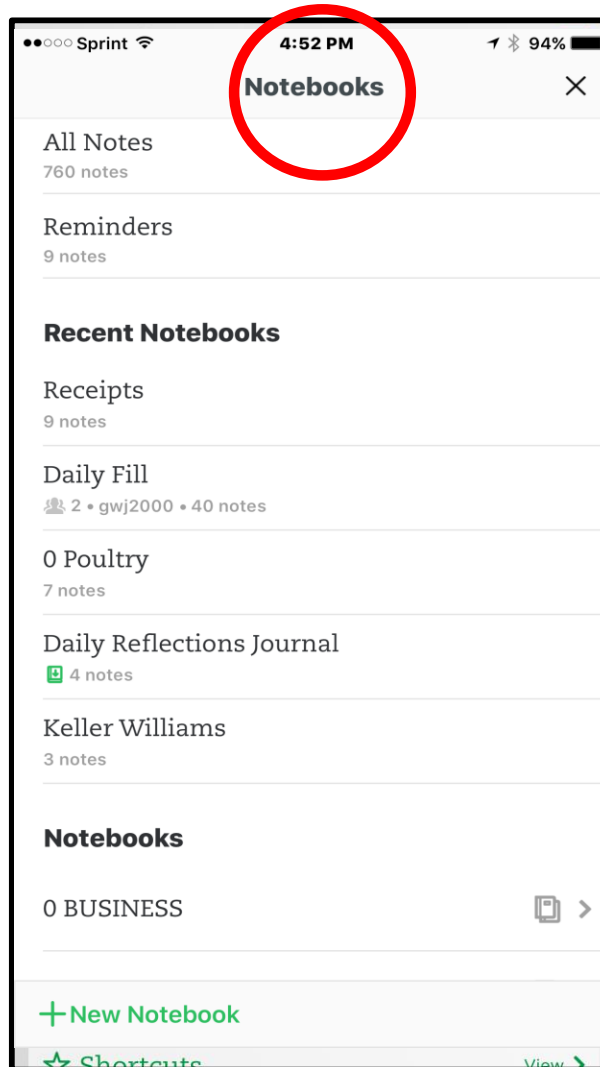 Sprint 4:52 PM 94%
Notebooks
All Notes
760 notes
Reminders
9 notes
Recent Notebooks
Receipts
9 notes
Daily Fill
2 • gwj2000 • 40 notes
0 Poultry
7 notes
Daily Reflections Journal
4 notes
Keller Williams
3 notes
Notebooks
0 BUSINESS
+New Notebook
Shortcuts View